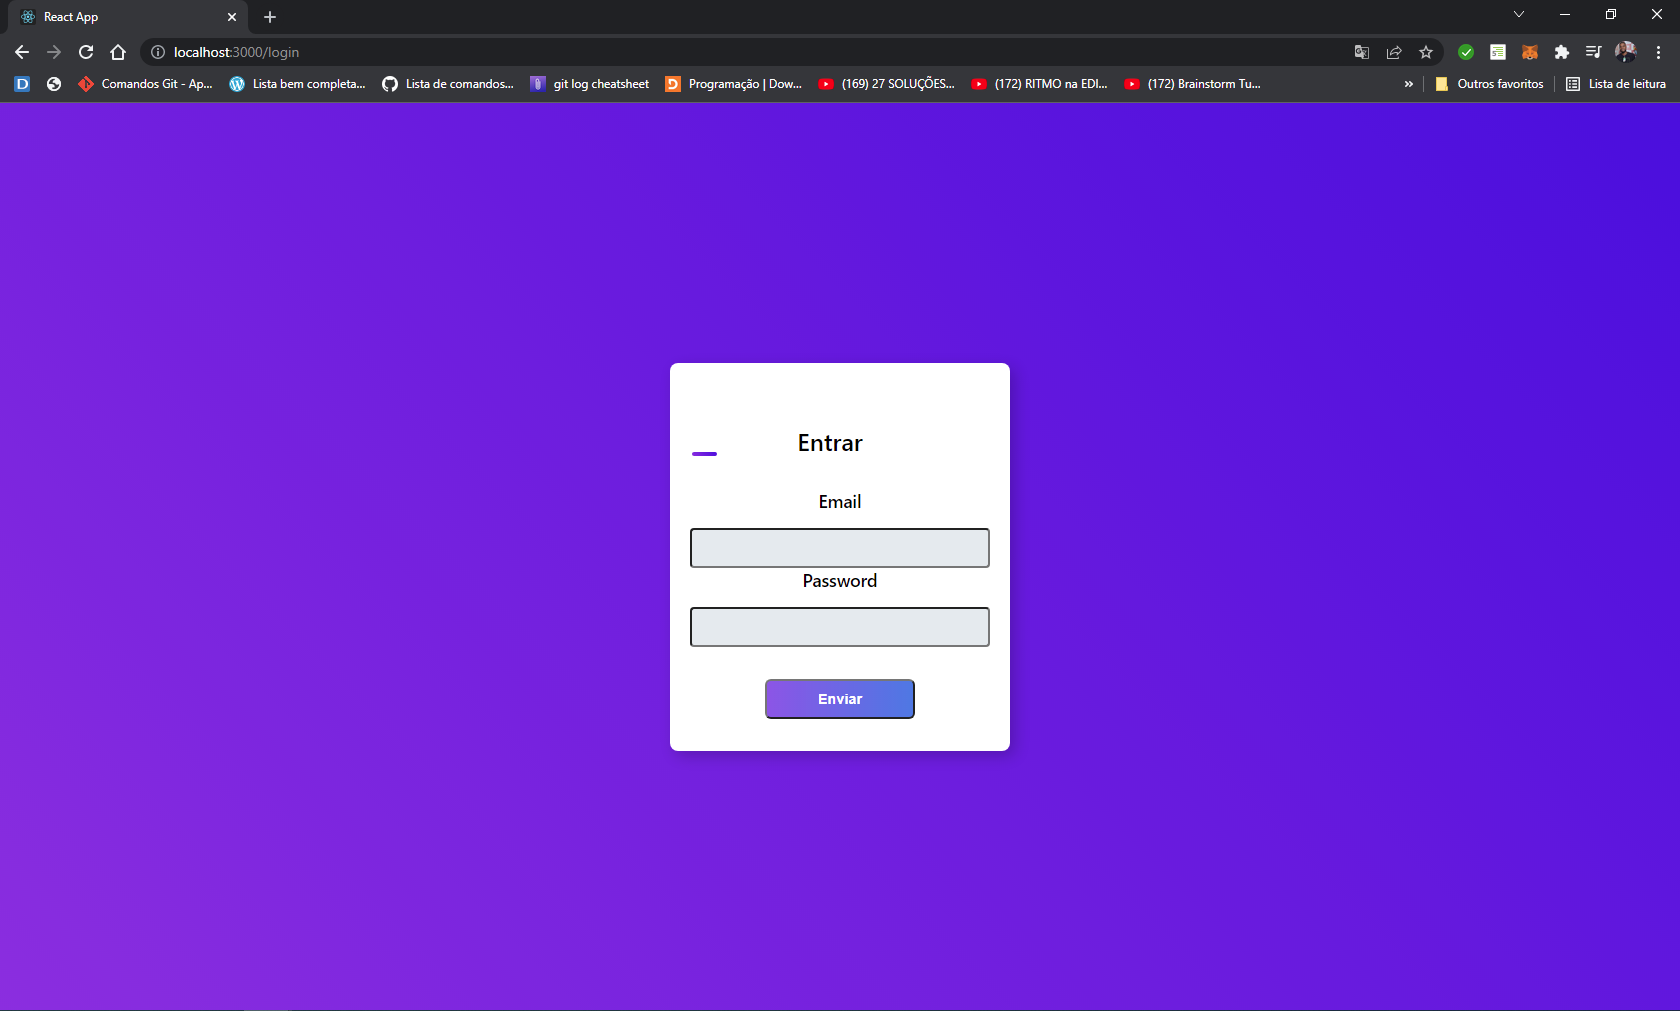 React App
localhost:3000/login
Comandos Git - Ap... Lista bem completa... Lista de comandos... git log cheatsheet Programação | Dow... (169) 27 SOLUÇÕES... (172) RITMO na EDI... (172) Brainstorm Tu... » Outros favoritos Lista de leitura
Entrar
Email
Password
Enviar